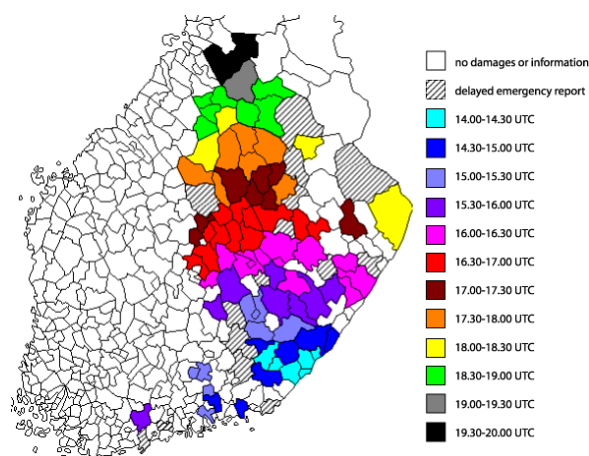 no damages or information
delayed emergency report
14.00-14.30 UTC
14.30-15.00 UTC
15.00-15.30 UTC
15.30-16.00 UTC
16.00-16.30 UTC
16.30-17.00 UTC
17.00-17.30 UTC
17.30-18.00 UTC
18.00-18.30 UTC
18.30-19.00 UTC
19.00-19.30 UTC
19.30-20.00 UTC